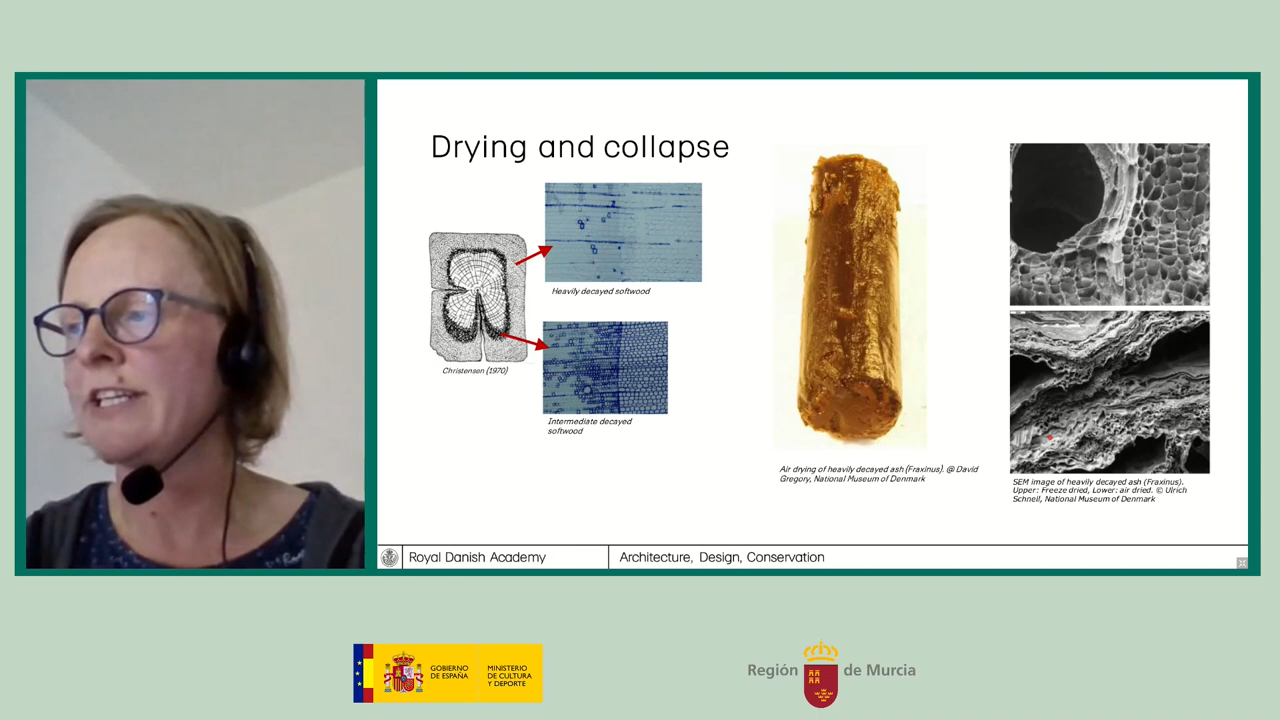 Drying and collapse
Heavily decayed softwood
Christensen (1970)
Intermediate decayed
softwood
Air drying of heavily decayed ash (Fraxinus). @ David
Gregory, National Museum of Denmark
SEM image of heavily decayed ash (Fraxinus).
Upper: Freeze dried, Lower: air dried. © Ulrich
Schnell, National Museum of Denmark
Royal Danish Academy
Architecture, Design, Conservation
GOBIERNO
DE ESPAÑA
MINISTERIO
DE CULTURA
Y DEPORTE
Región de Murcia